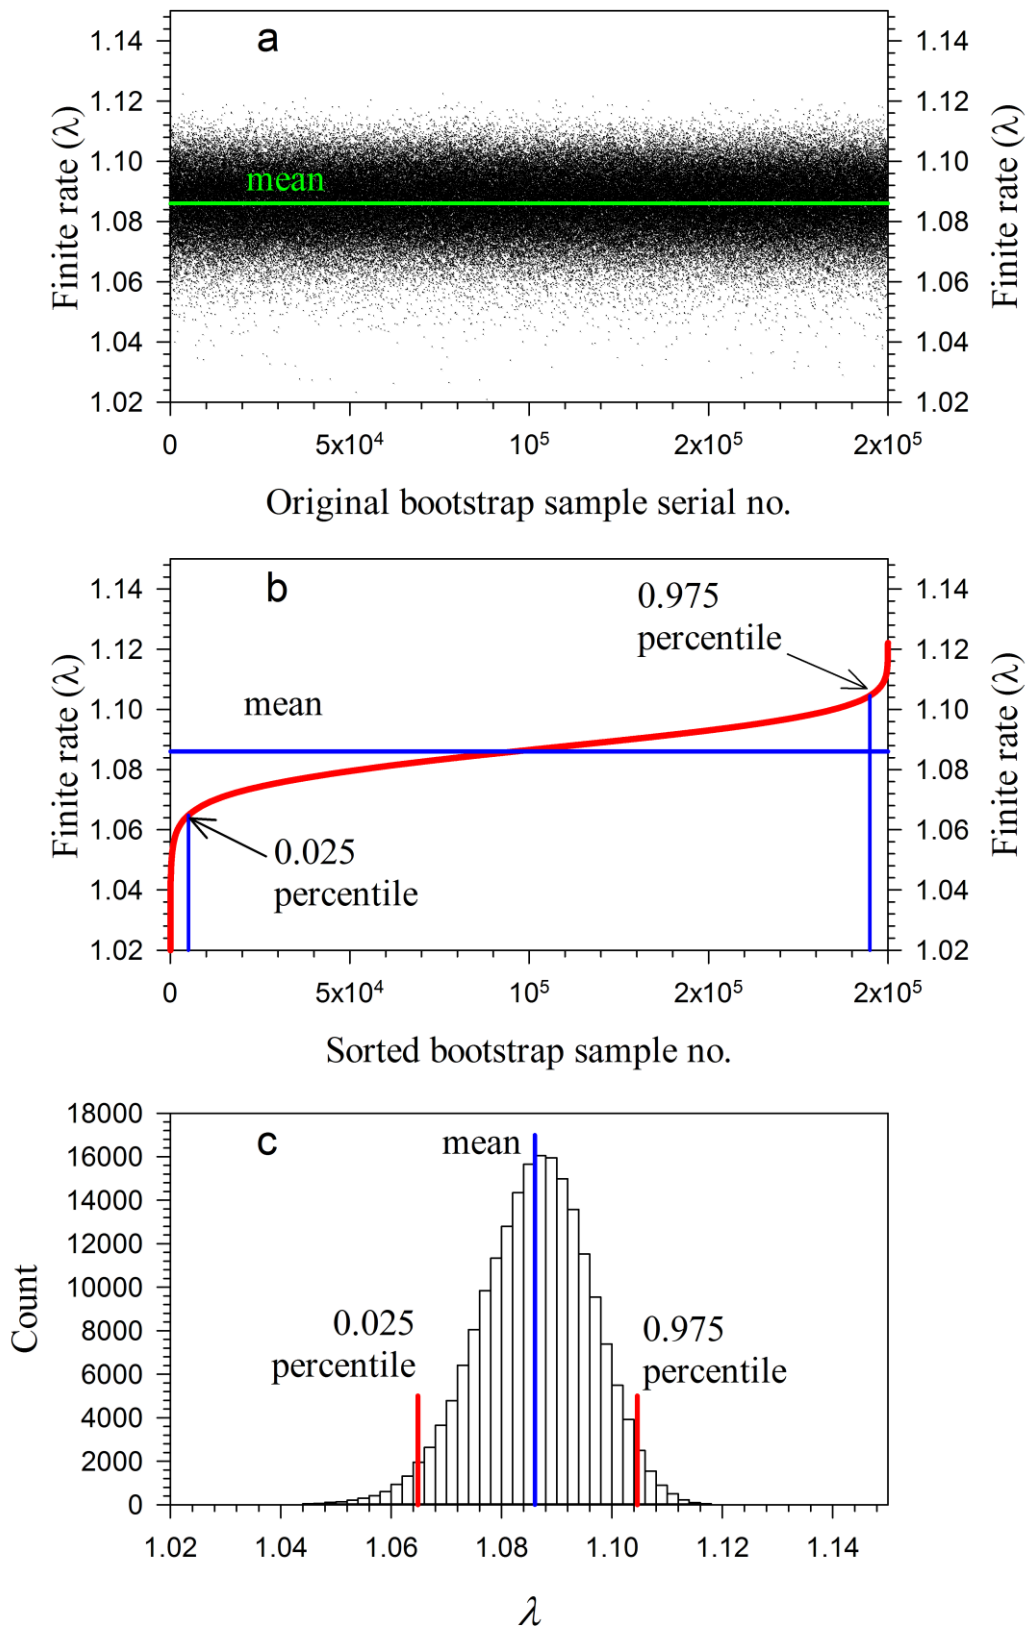 a
1.14
1.12
1.10
1.08
1.06
1.04
1.02
Finite rate (λ)
mean
1.14
1.12
1.10
1.08
1.06
1.04
1.02
Finite rate (λ)
0
5x10⁴
10⁵
2x10⁵
2x10⁵
Original bootstrap sample serial no.
b
1.14
1.12
1.10
1.08
1.06
1.04
1.02
Finite rate (λ)
0.975
percentile
mean
0.025
percentile
1.14
1.12
1.10
1.08
1.06
1.04
1.02
Finite rate (λ)
0
5x10⁴
10⁵
2x10⁵
2x10⁵
Sorted bootstrap sample no.
c
18000
16000
14000
12000
10000
8000
6000
4000
2000
0
Count
mean
0.025
percentile
0.975
percentile
1.02
1.04
1.06
1.08
1.10
1.12
1.14
λ